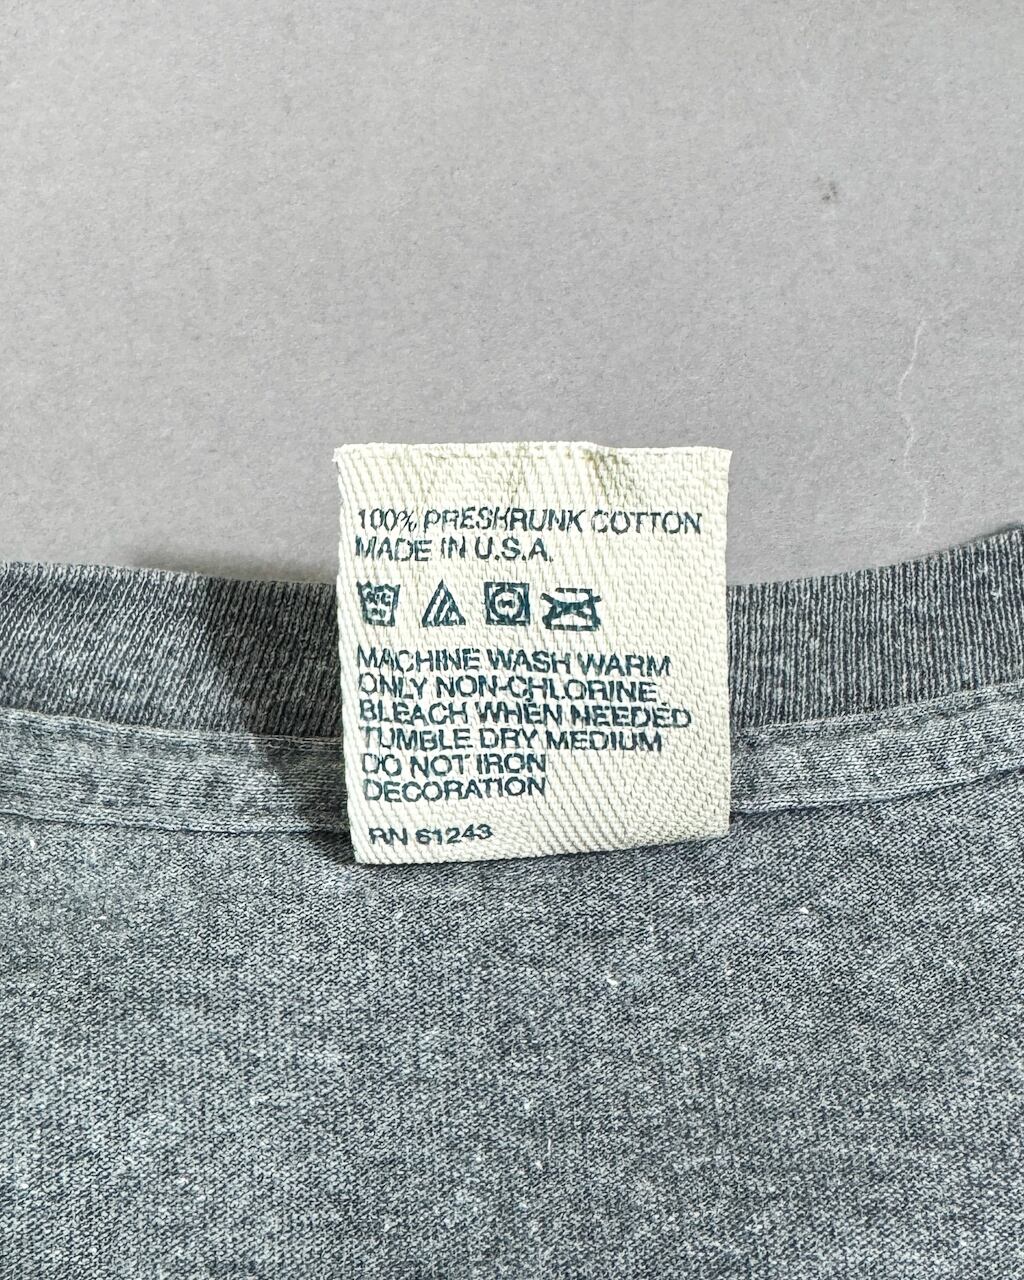 100% PRESHRUNK COTTON
MADE IN U.S.A.
MACHINE WASH WARM
ONLY NON-CHLORINE
BLEACH WHEN NEEDED
TUMBLE DRY MEDIUM
DO NOT IRON
DECORATION
RN 61243